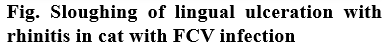 Fig. Sloughing of lingual ulceration with
rhinitis in cat with FCV infection